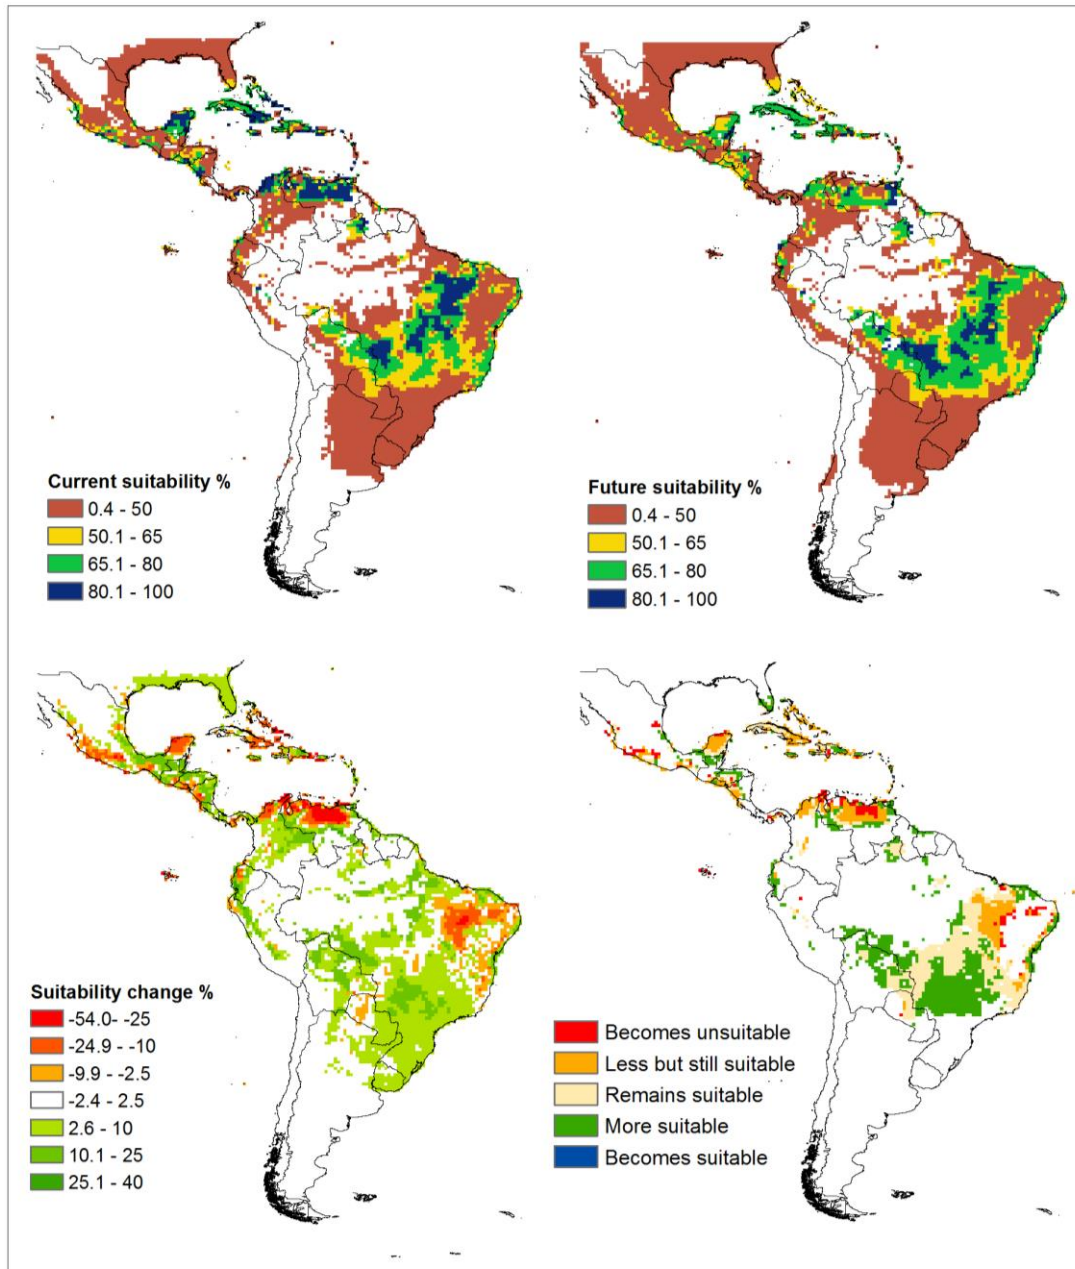 Current suitability %
0.4 - 50
50.1 - 65
65.1 - 80
80.1 - 100
Future suitability %
0.4 - 50
50.1 - 65
65.1 - 80
80.1 - 100
Suitability change %
-54.0- -25
-24.9 - -10
-9.9 - -2.5
-2.4 - 2.5
2.6 - 10
10.1 - 25
25.1 - 40
Becomes unsuitable
Less but still suitable
Remains suitable
More suitable
Becomes suitable